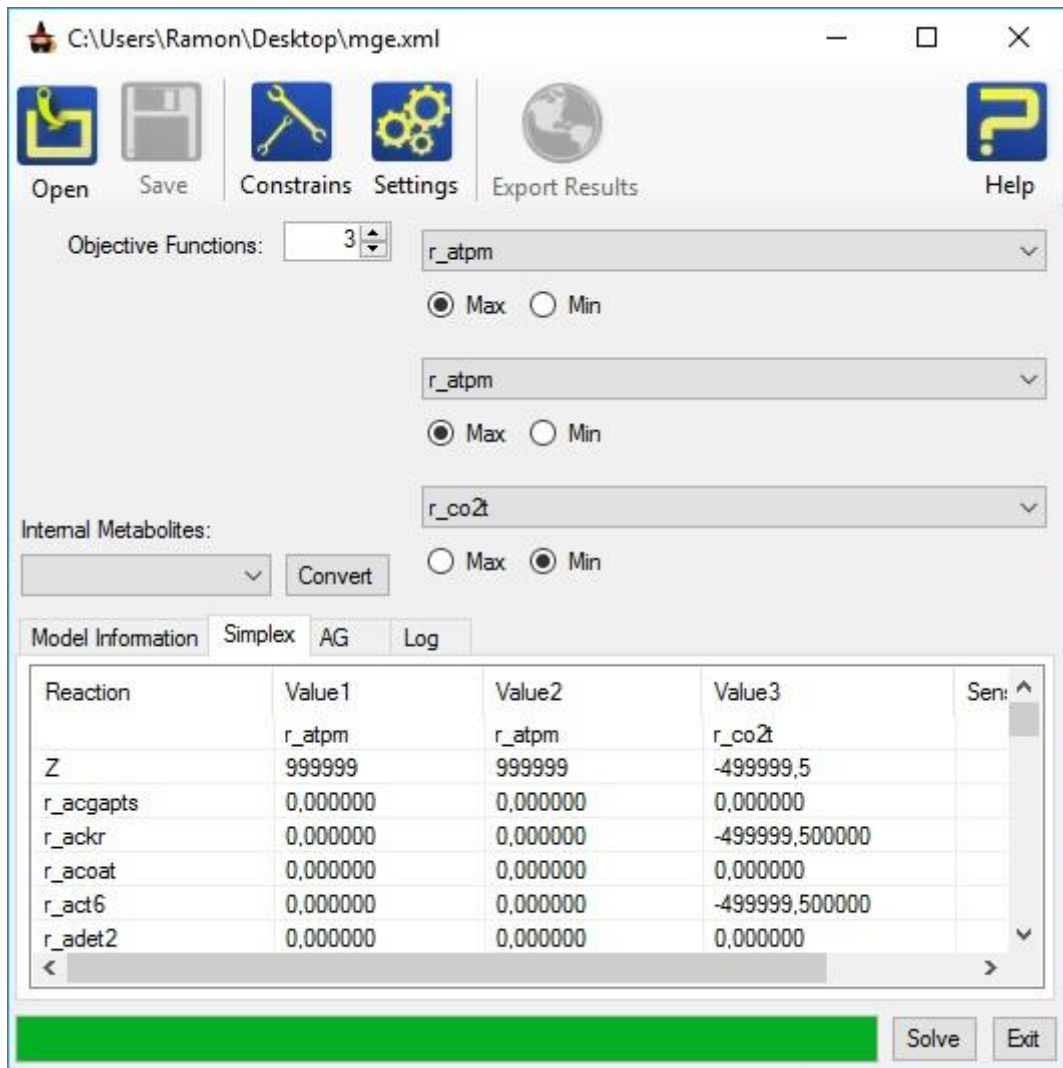 C:\Users\Ramon\Desktop\mge.xml
Open Save Constrains Settings Export Results Help
Objective Functions: 3 r_atpm
Max Min
r_atpm
Max Min
r_co2t
Internal Metabolites:
Convert Max Min
Model Information Simplex AG Log
Reaction Value1 Value2 Value3 Sens
r_atpm r_atpm r_co2t
Z 999999 999999 -499999,5
r_acgapts 0,000000 0,000000 0,000000
r_ackr 0,000000 0,000000 -499999,500000
r_acoat 0,000000 0,000000 0,000000
r_act6 0,000000 0,000000 -499999,500000
r_adet2 0,000000 0,000000 0,000000
Solve Exit